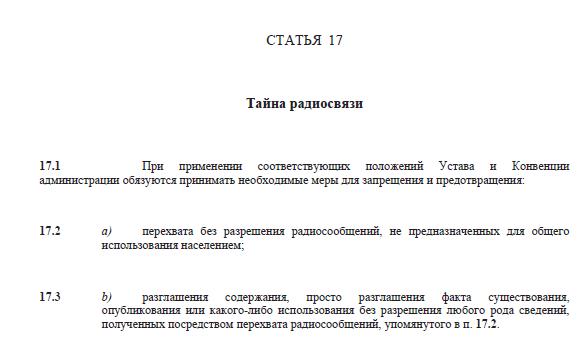 СТАТЬЯ 17
Тайна радиосвязи
17.1 При применении соответствующих положений Устава и Конвенции
администрации обязуются принимать необходимые меры для запрещения и предотвращения:
17.2 a) перехвата без разрешения радиосообщений, не предназначенных для общего
использования населением;
17.3 b) разглашения содержания, просто разглашения факта существования,
опубликования или какого-либо использования без разрешения любого рода сведений,
полученных посредством перехвата радиосообщений, упомянутого в п. 17.2.